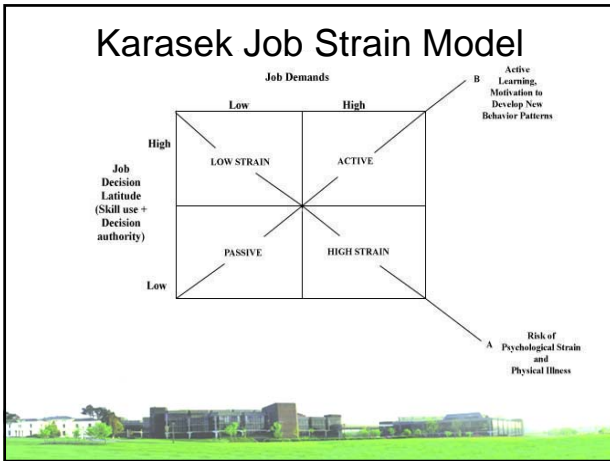 Karasek Job Strain Model
Job Demands
Low
High
B
Active
Learning,
Motivation to
Develop New
Behavior Patterns
High
Job
Decision
Latitude
(Skill use +
Decision
authority)
Low
LOW STRAIN
ACTIVE
PASSIVE
HIGH STRAIN
A
Risk of
Psychological Strain
and
Physical Illness